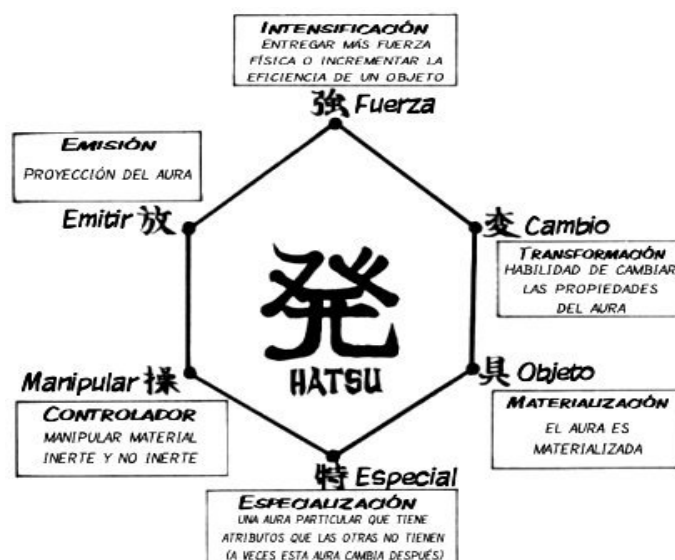 INTENSIFICACIÓN
ENTREGAR MÁS FUERZA
FÍSICA O INCREMENTAR LA
EFICIENCIA DE UN OBJETO
強 Fuerza
EMISIÓN
PROYECCIÓN DEL AURA
Emitir 放
変 Cambio
TRANSFORMACIÓN
HABILIDAD DE CAMBIAR
LAS PROPIEDADES
DEL AURA
発
HATSU
Manipular 操
CONTROLADOR
MANIPULAR MATERIAL
INERTE Y NO INERTE
具 Objeto
MATERIALIZACIÓN
EL AURA ES
MATERIALIZADA
特 Especial
ESPECIALIZACIÓN
UNA AURA PARTICULAR QUE TIENE
ATRIBUTOS QUE LAS OTRAS NO TIENEN
(A VECES ESTA AURA CAMBIA DESPUÉS)